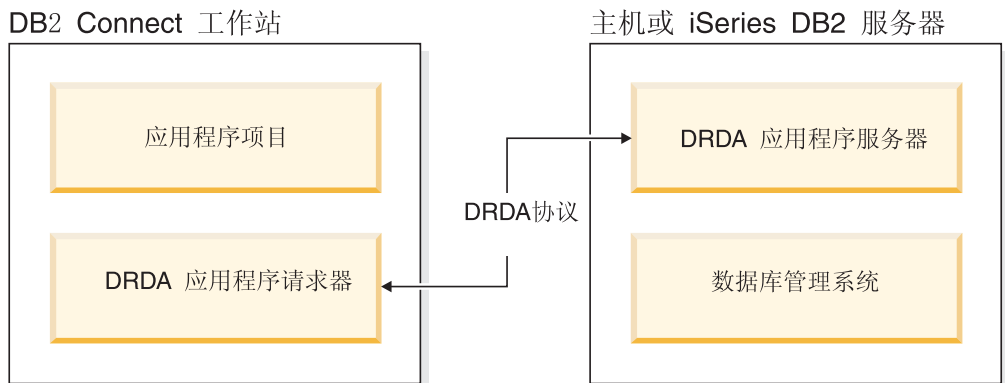 DB2 Connect 工作站
主机或 iSeries DB2 服务器
应用程序项目
DRDA 应用程序服务器
DRDA协议
DRDA 应用程序请求器
数据库管理系统